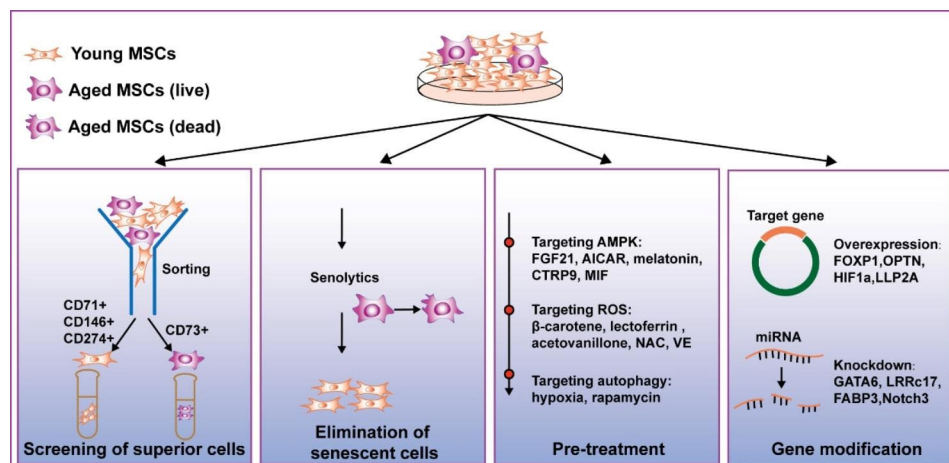 Young MSCs
Aged MSCs (live)
Aged MSCs (dead)
Sorting
CD71+
CD146+
CD274+
CD73+
Screening of superior cells
Senolytics
Elimination of
senescent cells
Targeting AMPK:
FGF21, AICAR, melatonin,
CTRP9, MIF
Targeting ROS:
β-carotene, lectoferrin ,
acetovanillone, NAC, VE
Targeting autophagy:
hypoxia, rapamycin
Pre-treatment
Target gene
Overexpression:
FOXP1,OPTN,
HIF1a,LLP2A
miRNA
Knockdown:
GATA6, LRRc17,
FABP3,Notch3
Gene modification